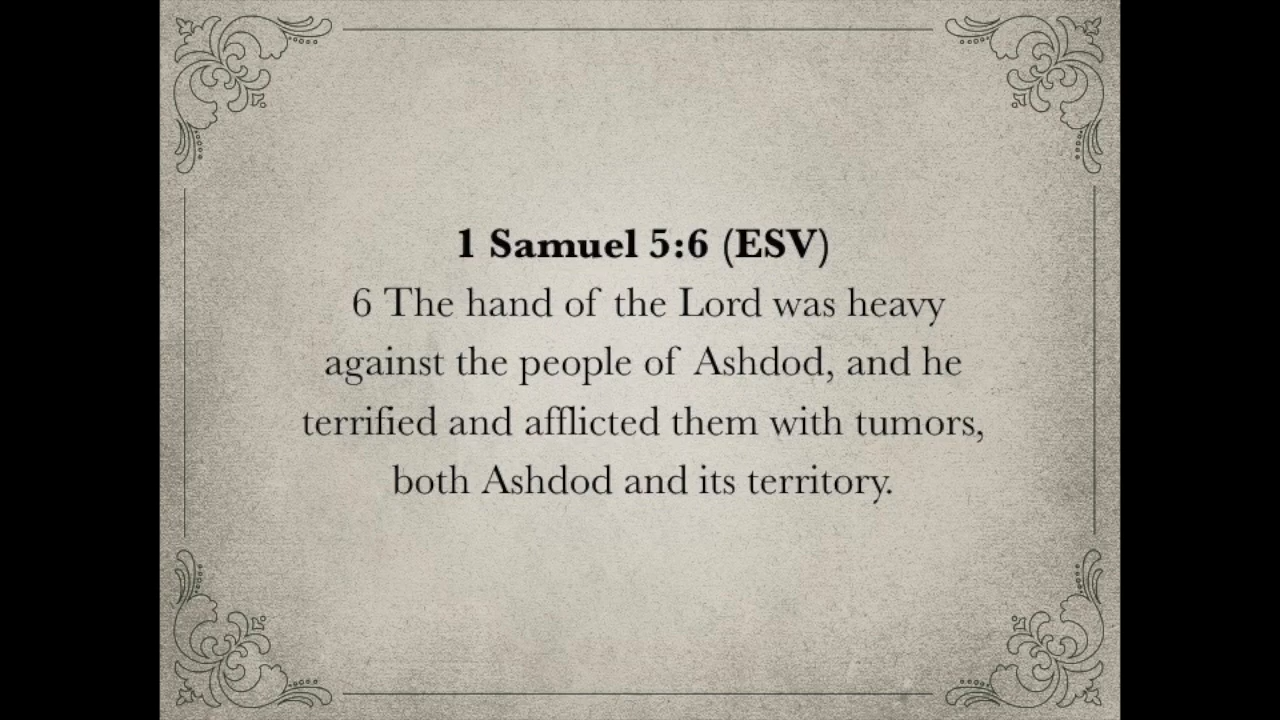 1 Samuel 5:6 (ESV)
6 The hand of the Lord was heavy
against the people of Ashdod, and he
terrified and afflicted them with tumors,
both Ashdod and its territory.